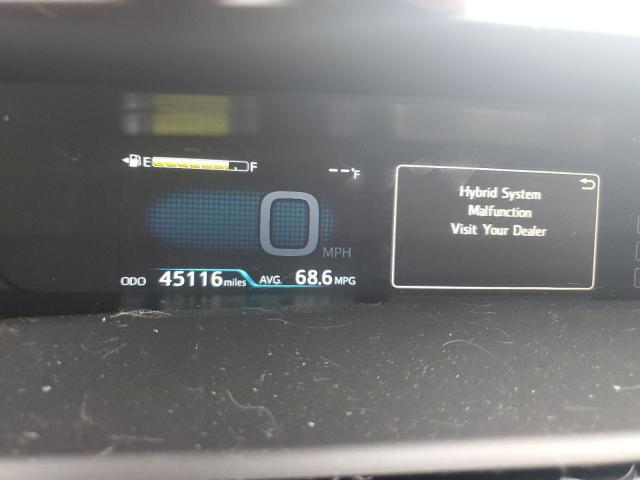 E F
--°F
0
MPH
ODO 45116 miles AVG. 68.6 MPG
Hybrid System
Malfunction
Visit Your Dealer